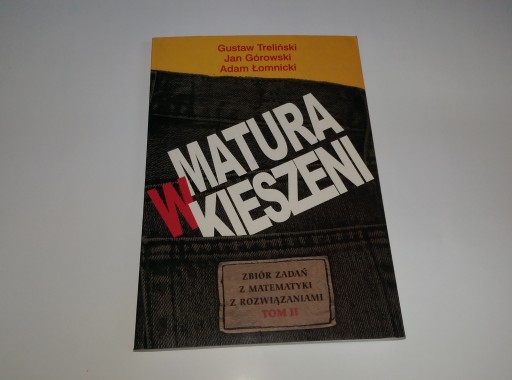 Gustaw Treliński
Jan Górowski
Adam Łomnicki
MATURA
W KIESZENI
ZBIÓR ZADAŃ
Z MATEMATYKI
Z ROZWIĄZANIAMI
TOM II